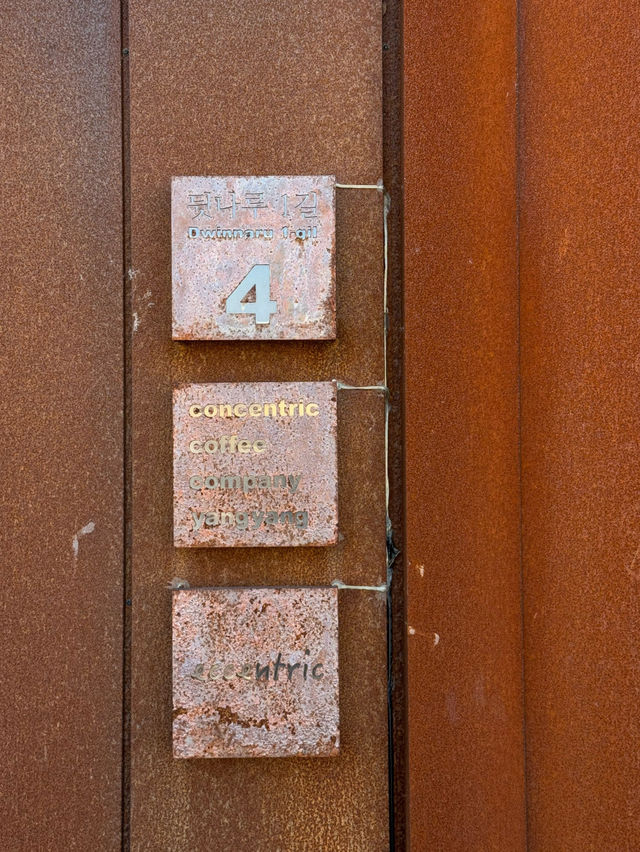 뒷나루 1길
Dwinnaru 1-gil
4
concentric
coffee
company
yangyang
eccentric